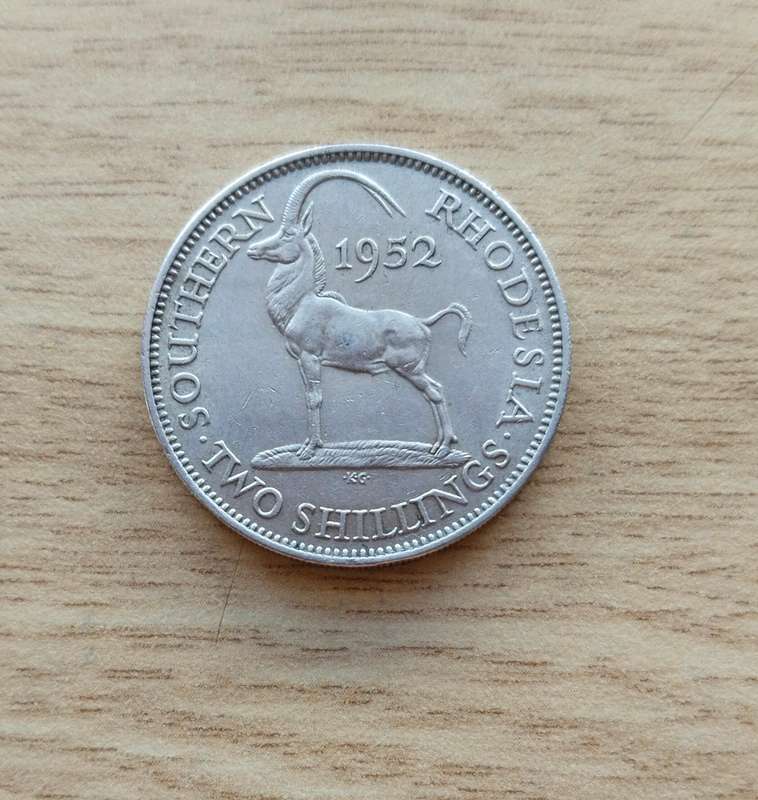 · SOUTHERN RHODESIA ·
1952
·KG·
TWO SHILLINGS